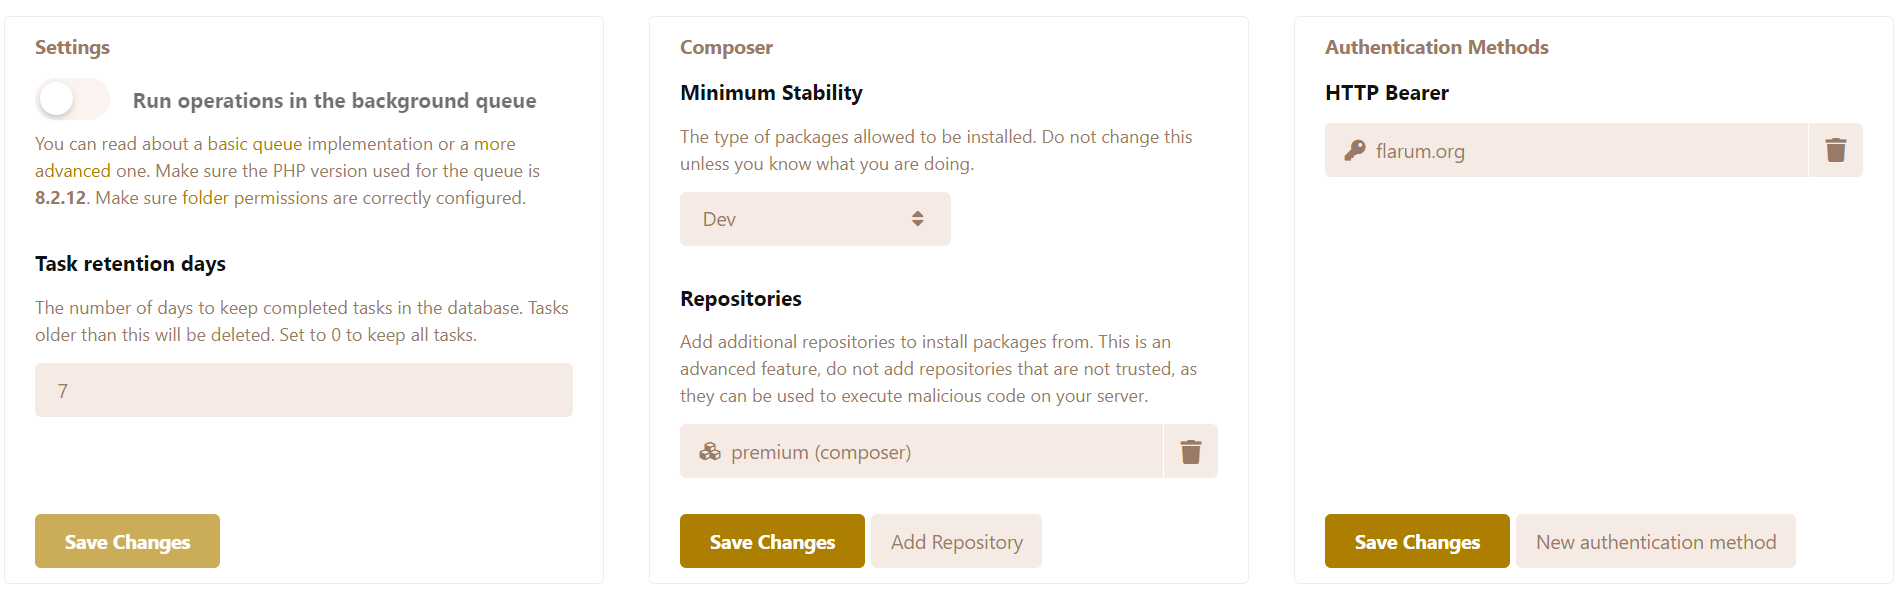 Settings
Run operations in the background queue
You can read about a basic queue implementation or a more
advanced one. Make sure the PHP version used for the queue is
8.2.12. Make sure folder permissions are correctly configured.
Task retention days
The number of days to keep completed tasks in the database. Tasks
older than this will be deleted. Set to 0 to keep all tasks.
7
Save Changes
Composer
Minimum Stability
The type of packages allowed to be installed. Do not change this
unless you know what you are doing.
Dev
Repositories
Add additional repositories to install packages from. This is an
advanced feature, do not add repositories that are not trusted, as
they can be used to execute malicious code on your server.
premium (composer)
Save Changes
Add Repository
Authentication Methods
HTTP Bearer
flarum.org
Save Changes
New authentication method